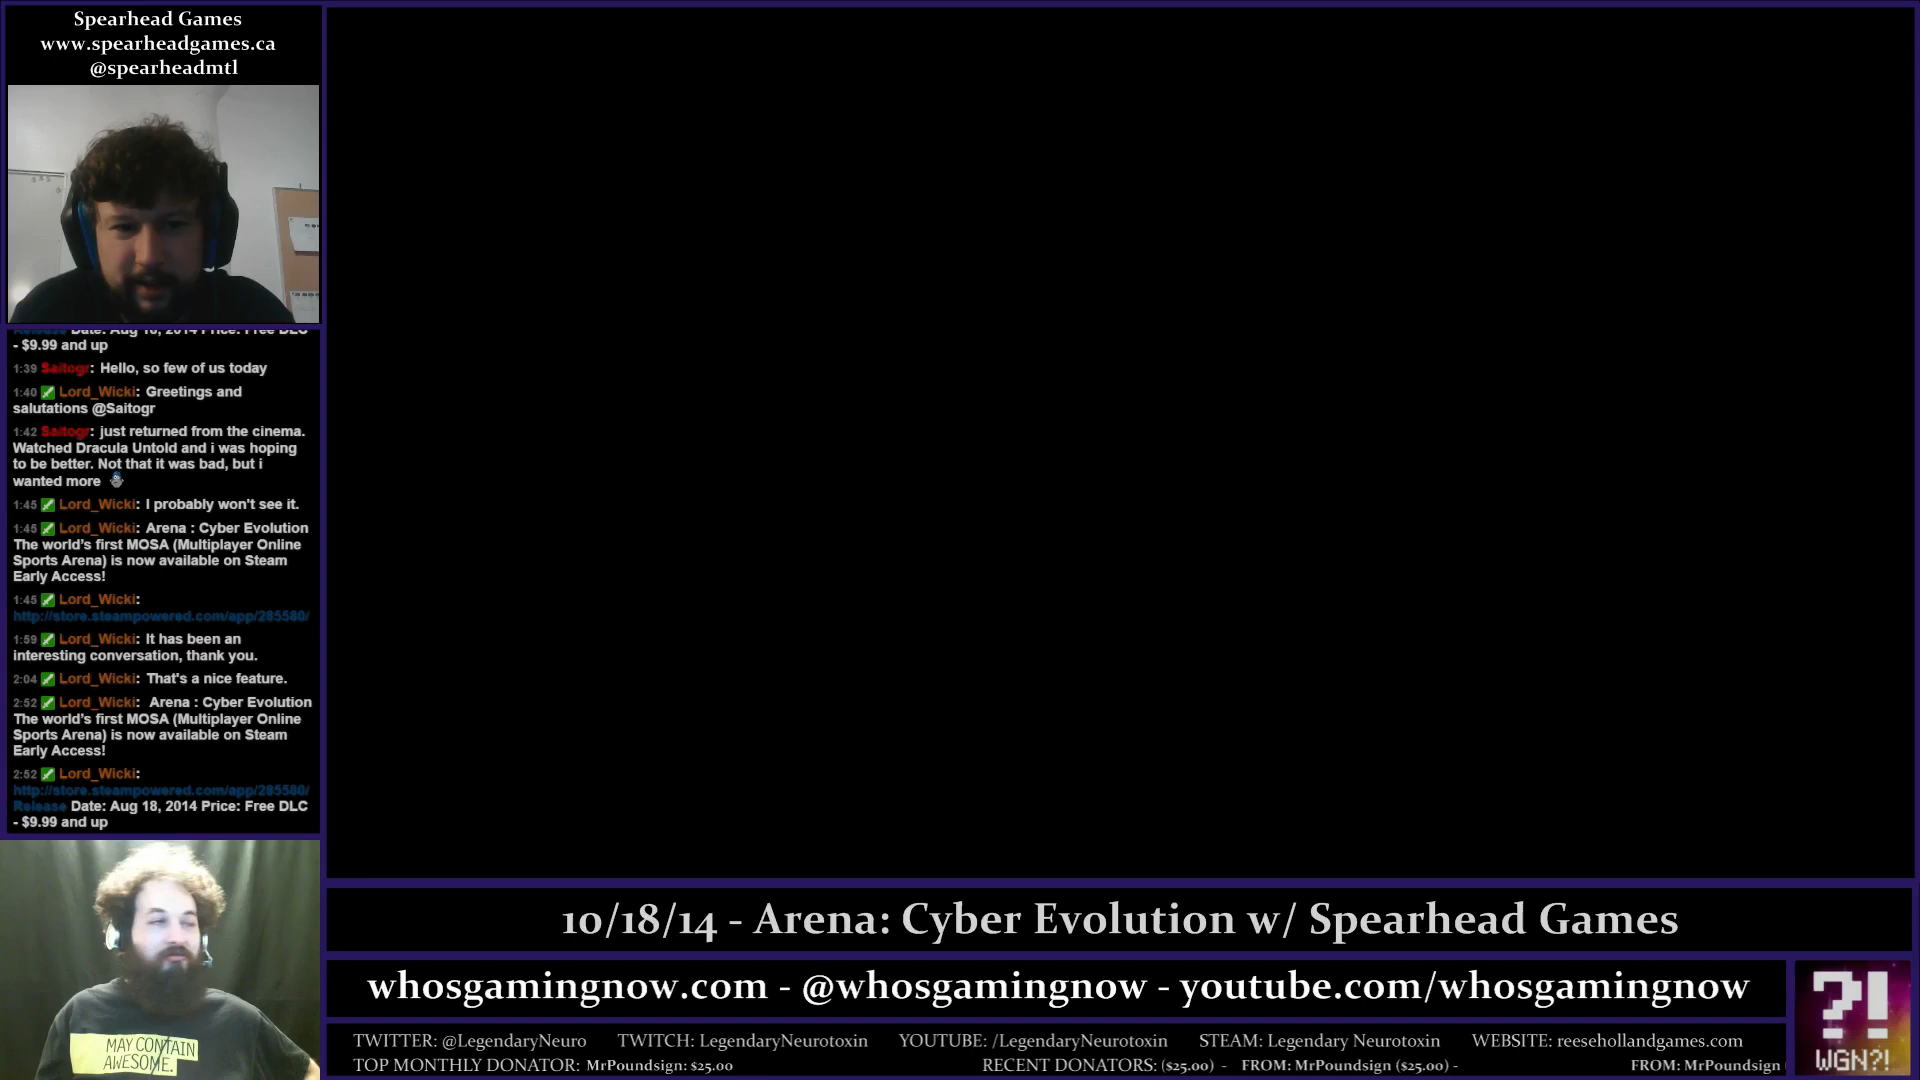 Spearhead Games
www.spearheadgames.ca
@spearheadmtl
Release Date: Aug 18, 2014 Price: Free DLC
- $9.99 and up
1:39 Saitogr: Hello, so few of us today
1:40 Lord_Wicki: Greetings and
salutations @Saitogr
1:42 Saitogr: just returned from the cinema.
Watched Dracula Untold and i was hoping
to be better. Not that it was bad, but i
wanted more
1:45 Lord_Wicki: I probably won't see it.
1:45 Lord_Wicki: Arena : Cyber Evolution
The world's first MOSA (Multiplayer Online
Sports Arena) is now available on Steam
Early Access!
1:45 Lord_Wicki:
http://store.steampowered.com/app/285580/
1:59 Lord_Wicki: It has been an
interesting conversation, thank you.
2:04 Lord_Wicki: That's a nice feature.
2:52 Lord_Wicki: Arena : Cyber Evolution
The world's first MOSA (Multiplayer Online
Sports Arena) is now available on Steam
Early Access!
2:52 Lord_Wicki:
http://store.steampowered.com/app/285580/
Release Date: Aug 18, 2014 Price: Free DLC
- $9.99 and up
MAY CONTAIN
AWESOME.
10/18/14 - Arena: Cyber Evolution w/ Spearhead Games
whosgamingnow.com - @whosgamingnow - youtube.com/whosgamingnow
TWITTER: @LegendaryNeuro TWITCH: LegendaryNeurotoxin YOUTUBE: /LegendaryNeurotoxin STEAM: Legendary Neurotoxin WEBSITE: reesehollandgames.com
TOP MONTHLY DONATOR: MrPoundsign: $25.00 RECENT DONATORS: ($25.00) - FROM: MrPoundsign ($25.00) - FROM: MrPoundsign
?!
WGN?!